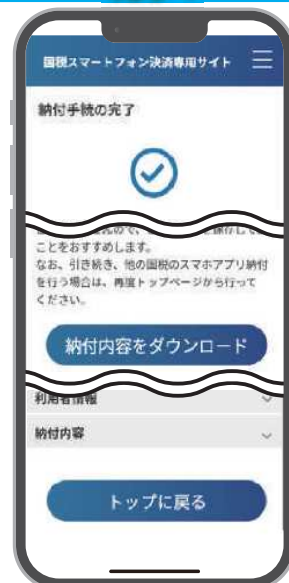 国税スマートフォン決済専用サイト
納付手続の完了
ことをおすすめします。
なお、引き続き、他の国税のスマホアプリ納付
を行う場合は、再度トップページから行って
ください。
納付内容をダウンロード
利用者情報
納付内容
トップに戻る